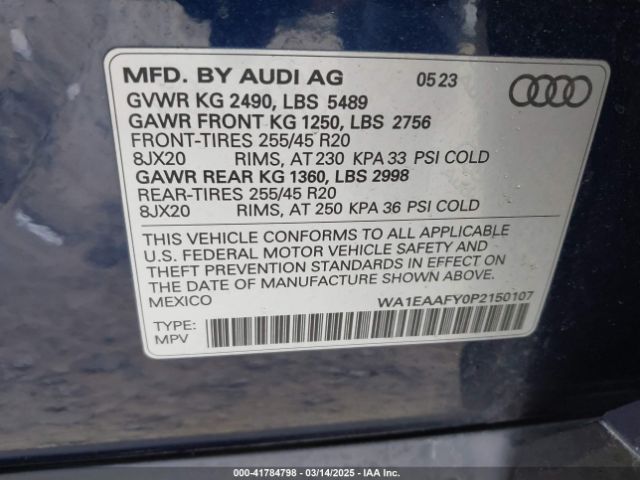 MFD. BY AUDI AG 05 23
GVWR KG 2490, LBS 5489
GAWR FRONT KG 1250, LBS 2756
FRONT-TIRES 255/45 R20
8JX20 RIMS, AT 230 KPA 33 PSI COLD
GAWR REAR KG 1360, LBS 2998
REAR-TIRES 255/45 R20
8JX20 RIMS, AT 250 KPA 36 PSI COLD
THIS VEHICLE CONFORMS TO ALL APPLICABLE
U.S. FEDERAL MOTOR VEHICLE SAFETY AND
THEFT PREVENTION STANDARDS IN EFFECT ON
THE DATE OF MANUFACTURE SHOWN ABOVE.
MEXICO WA1EAAFY0P2150107
TYPE:
MPV
000-41784798 - 03/14/2025 - IAA Inc.